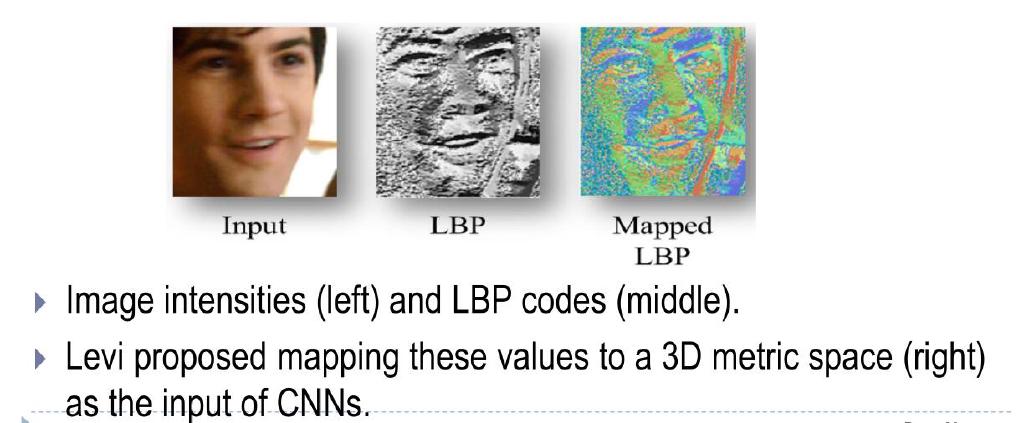 Input
LBP
Mapped
LBP
Image intensities (left) and LBP codes (middle).
Levi proposed mapping these values to a 3D metric space (right)
as the input of CNNs.